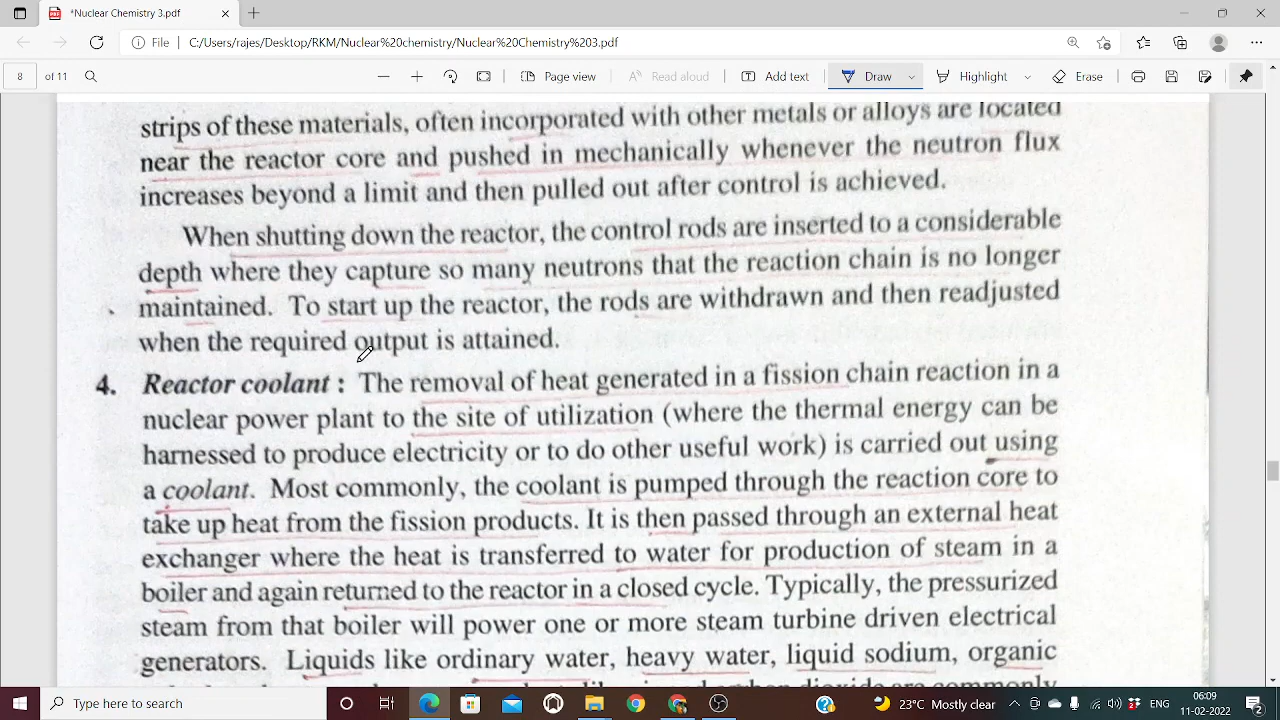 *Nuclear Chemistry 3.pdf
File | C:/Users/rajes/Desktop/RKM/Nuclear%20chemistry/Nuclear%20Chemistry%203.pdf
8 of 11 Page view Read aloud Add text Draw Highlight Erase
strips of these materials, often incorporated with other metals or alloys are located
near the reactor core and pushed in mechanically whenever the neutron flux
increases beyond a limit and then pulled out after control is achieved.
When shutting down the reactor, the control rods are inserted to a considerable
depth where they capture so many neutrons that the reaction chain is no longer
maintained. To start up the reactor, the rods are withdrawn and then readjusted
when the required output is attained.
4. Reactor coolant : The removal of heat generated in a fission chain reaction in a
nuclear power plant to the site of utilization (where the thermal energy can be
harnessed to produce electricity or to do other useful work) is carried out using
a coolant. Most commonly, the coolant is pumped through the reaction core to
take up heat from the fission products. It is then passed through an external heat
exchanger where the heat is transferred to water for production of steam in a
boiler and again returned to the reactor in a closed cycle. Typically, the pressurized
steam from that boiler will power one or more steam turbine driven electrical
generators. Liquids like ordinary water, heavy water, liquid sodium, organic
dioxide are commonly
Type here to search 23°C Mostly clear ENG 06:09
11-02-2022